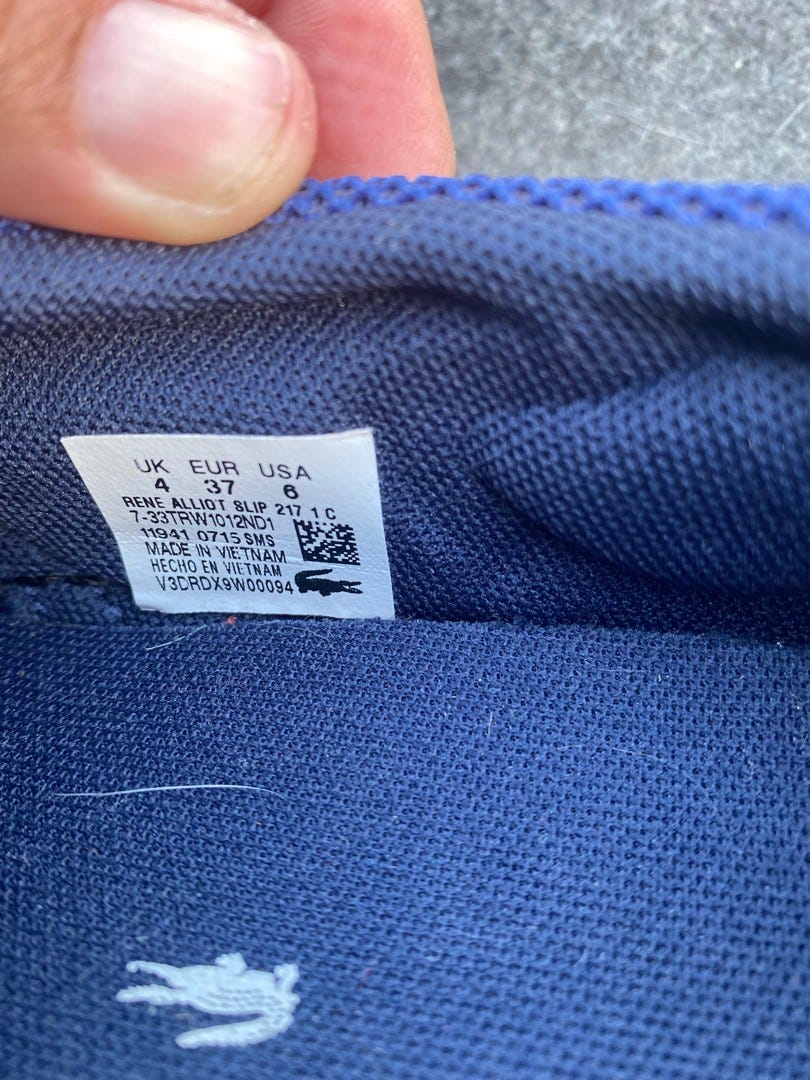 UK EUR USA
4 37 6
RENE ALLIOT SLIP 217 1 C
7-33TRW1012ND1
11941 0715 SMS
MADE IN VIETNAM
HECHO EN VIETNAM
V3DRDX9W00094